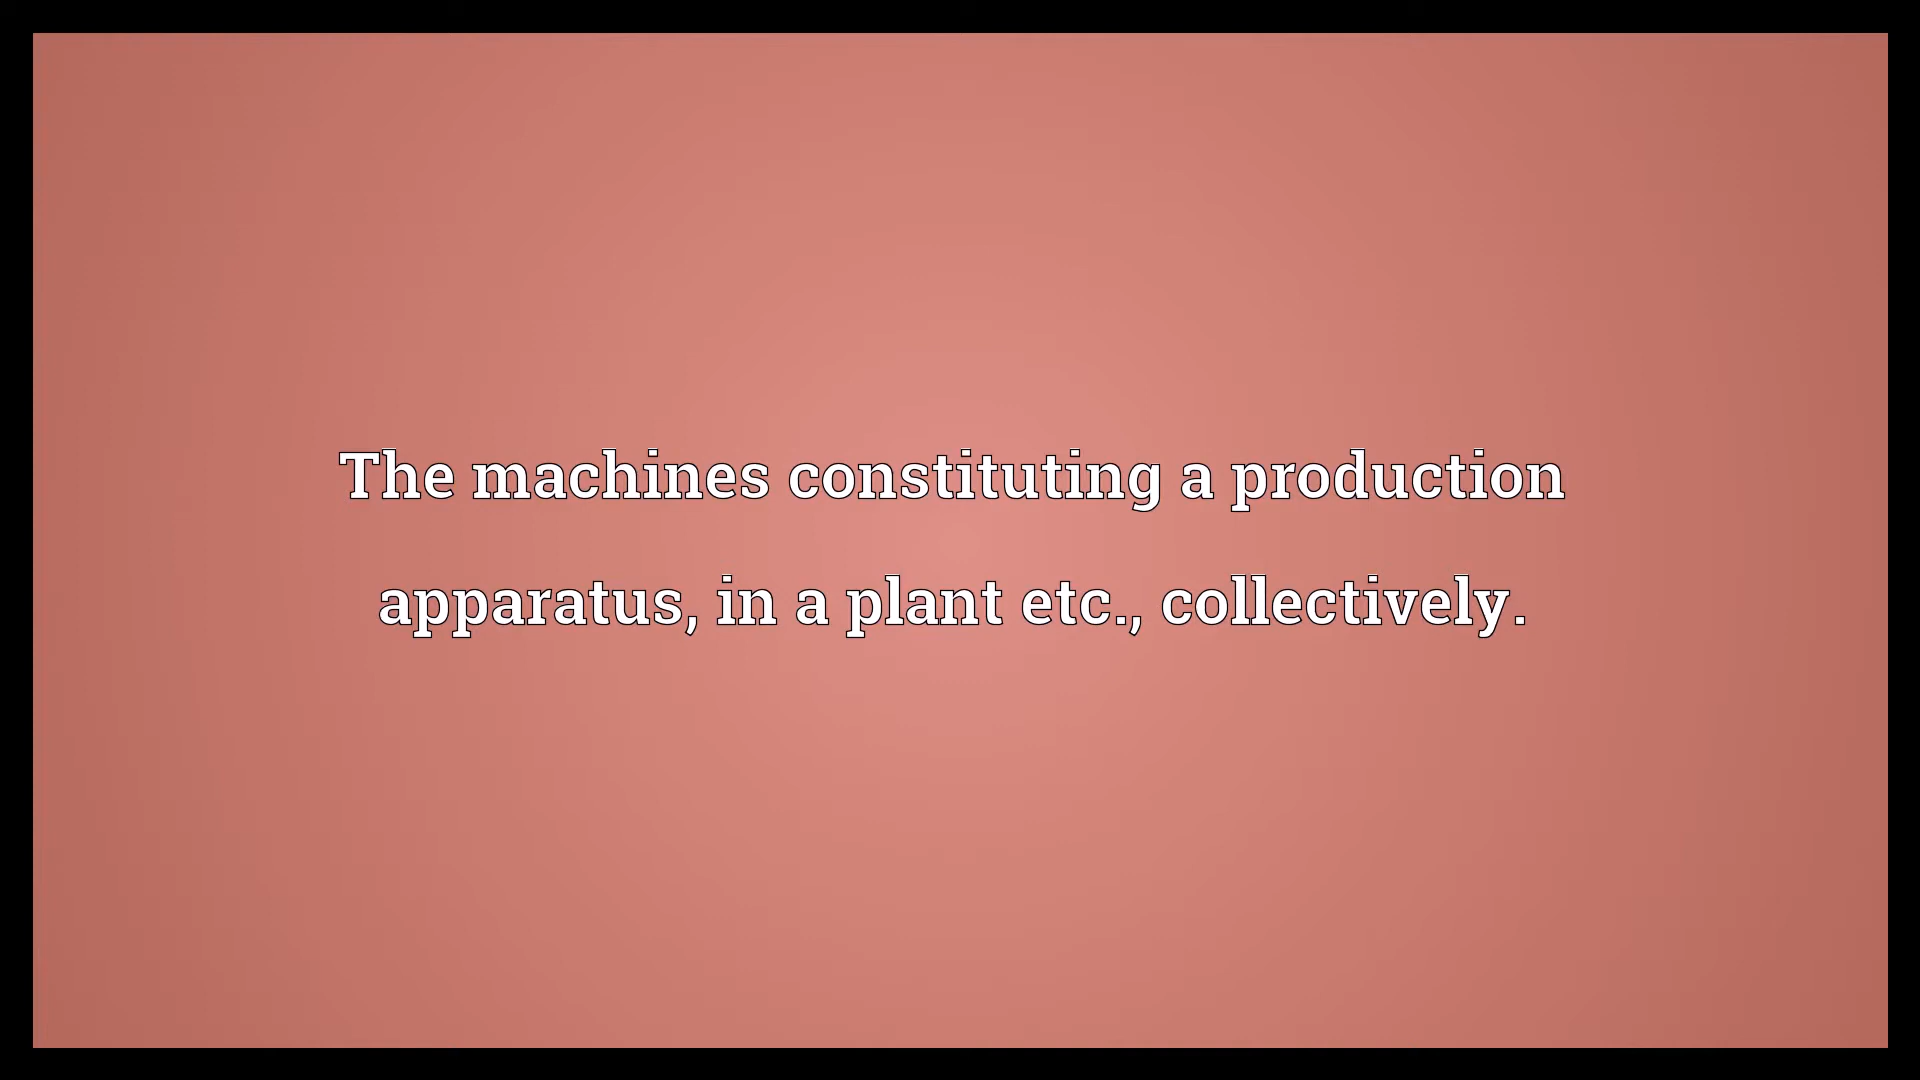 The machines constituting a production
apparatus, in a plant etc., collectively.